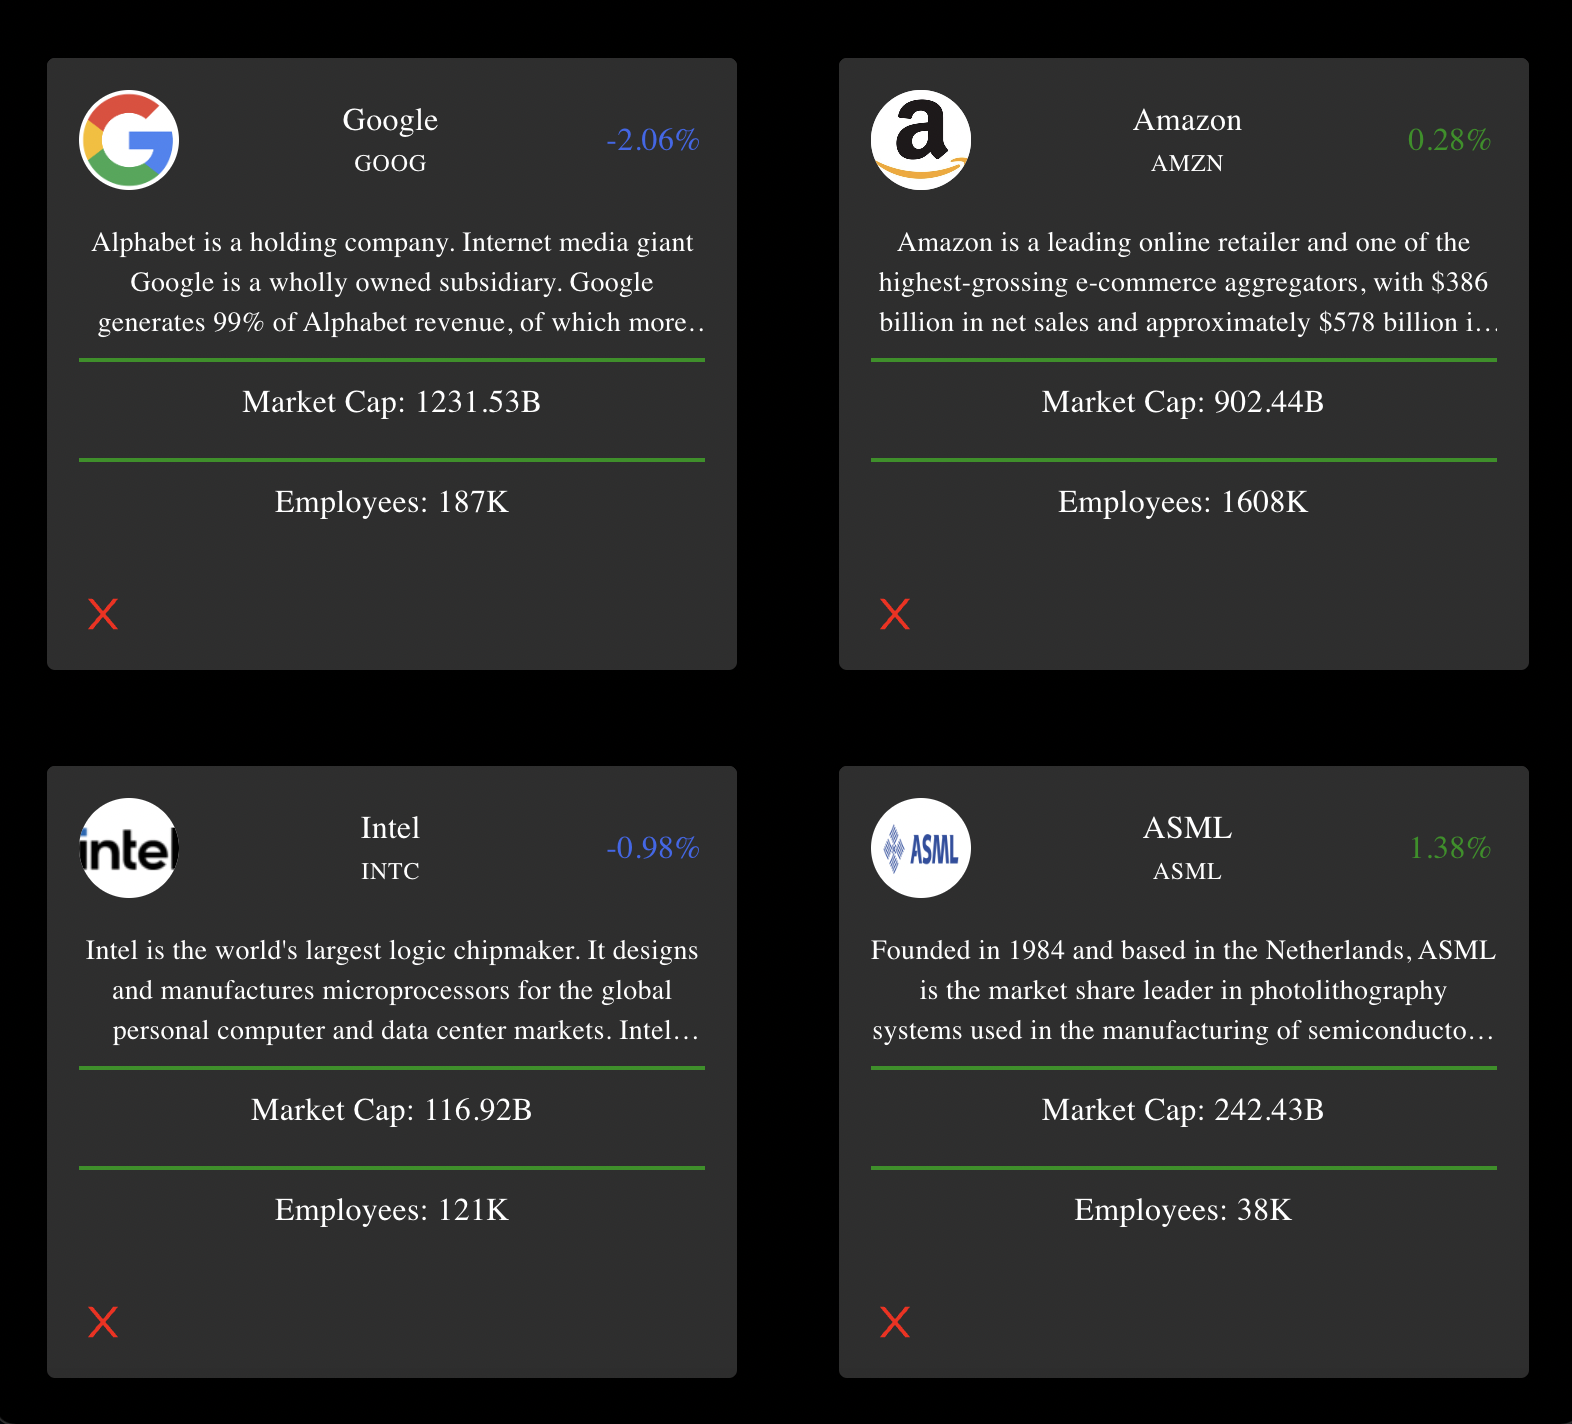 Google
GOOG
-2.06%
Alphabet is a holding company. Internet media giant
Google is a wholly owned subsidiary. Google
generates 99% of Alphabet revenue, of which more..
Market Cap: 1231.53B
Employees: 187K
X
a
Amazon
AMZN
0.28%
Amazon is a leading online retailer and one of the
highest-grossing e-commerce aggregators, with $386
billion in net sales and approximately $578 billion i...
Market Cap: 902.44B
Employees: 1608K
X
intel
Intel
INTC
-0.98%
Intel is the world's largest logic chipmaker. It designs
and manufactures microprocessors for the global
personal computer and data center markets. Intel...
Market Cap: 116.92B
Employees: 121K
X
ASML
ASML
ASML
1.38%
Founded in 1984 and based in the Netherlands, ASML
is the market share leader in photolithography
systems used in the manufacturing of semiconducto...
Market Cap: 242.43B
Employees: 38K
X